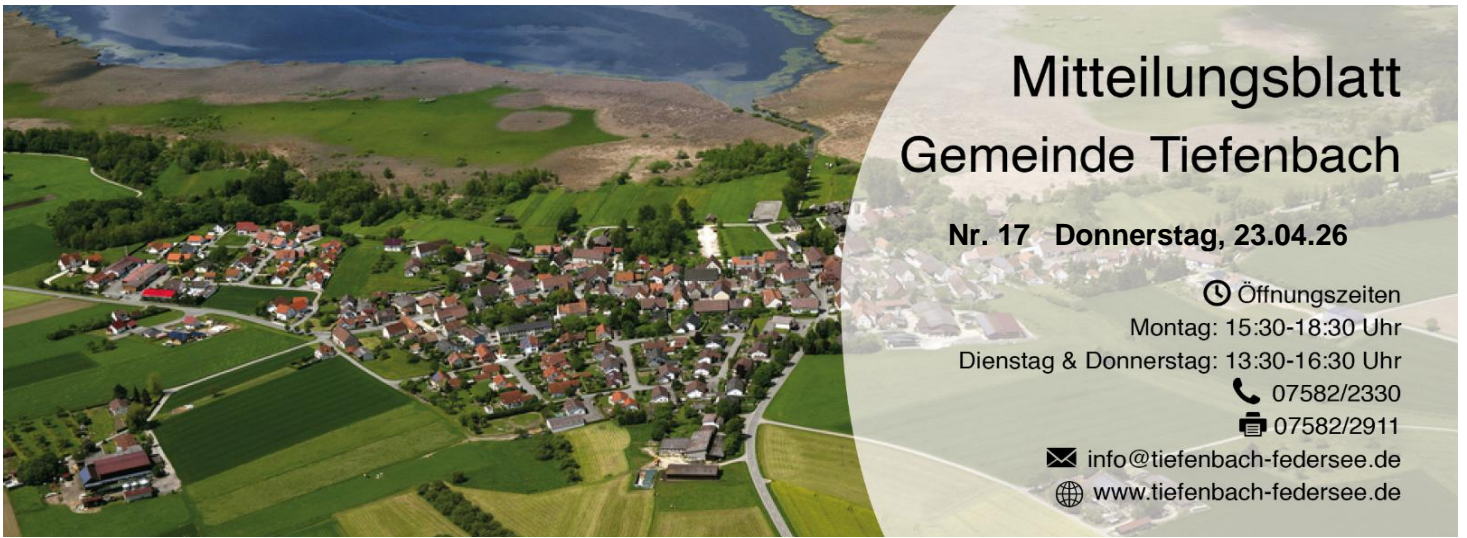 Mitteilungsblatt
Gemeinde Tiefenbach
Nr. 17 Donnerstag, 23.04.26
Öffnungszeiten
Montag: 15:30-18:30 Uhr
Dienstag & Donnerstag: 13:30-16:30 Uhr
07582/2330
07582/2911
info@tiefenbach-federsee.de
www.tiefenbach-federsee.de